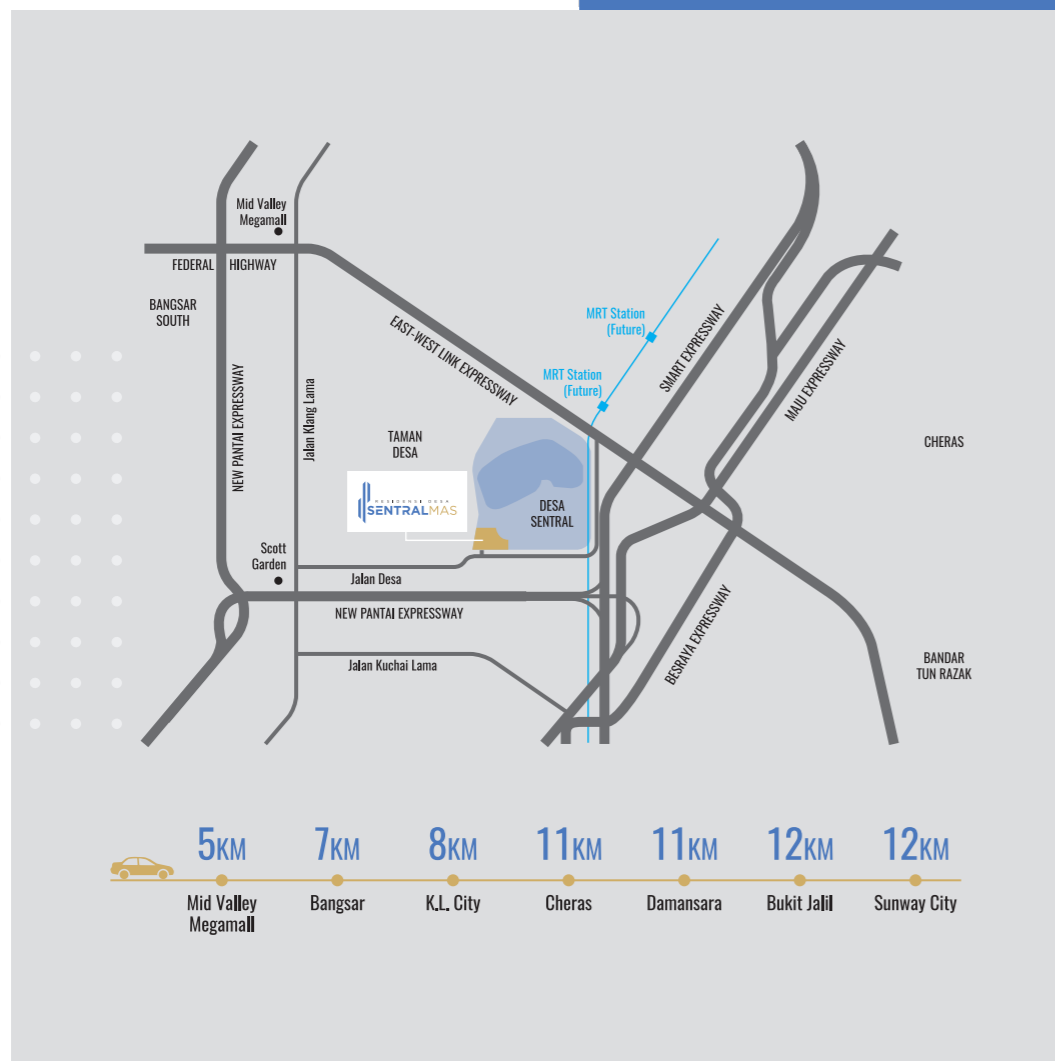 Mid Valley
Megamall
FEDERAL HIGHWAY
BANGSAR
SOUTH
NEW PANTAI EXPRESSWAY
Jalan Klang Lama
EAST-WEST LINK EXPRESSWAY
MRT Station
(Future)
MRT Station
(Future)
SMART EXPRESSWAY
MAJU EXPRESSWAY
CHERAS
TAMAN
DESA
RESIDENSI DESA
SENTRALMAS
DESA
SENTRAL
Scott
Garden
Jalan Desa
NEW PANTAI EXPRESSWAY
BESRAYA EXPRESSWAY
Jalan Kuchai Lama
BANDAR
TUN RAZAK
5KM 7KM 8KM 11KM 11KM 12KM 12KM
Mid Valley Bangsar K.L. City Cheras Damansara Bukit Jalil Sunway City
Megamall